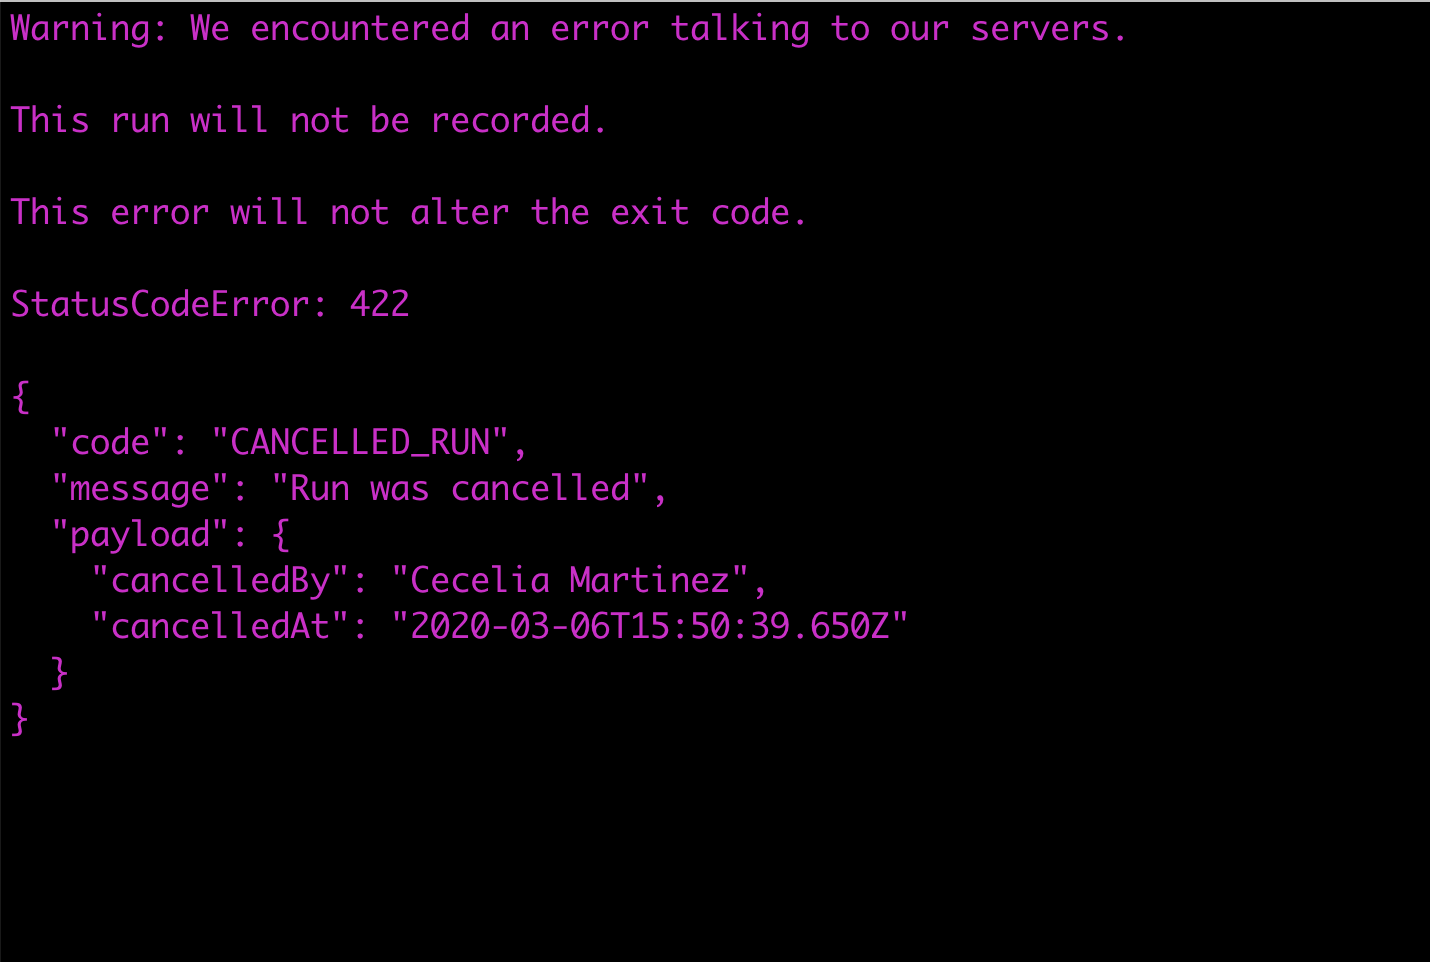 Warning: We encountered an error talking to our servers.
This run will not be recorded.
This error will not alter the exit code.
StatusCodeError: 422
{
  "code": "CANCELLED_RUN",
  "message": "Run was cancelled",
  "payload": {
    "cancelledBy": "Cecelia Martinez",
    "cancelledAt": "2020-03-06T15:50:39.650Z"
  }
}